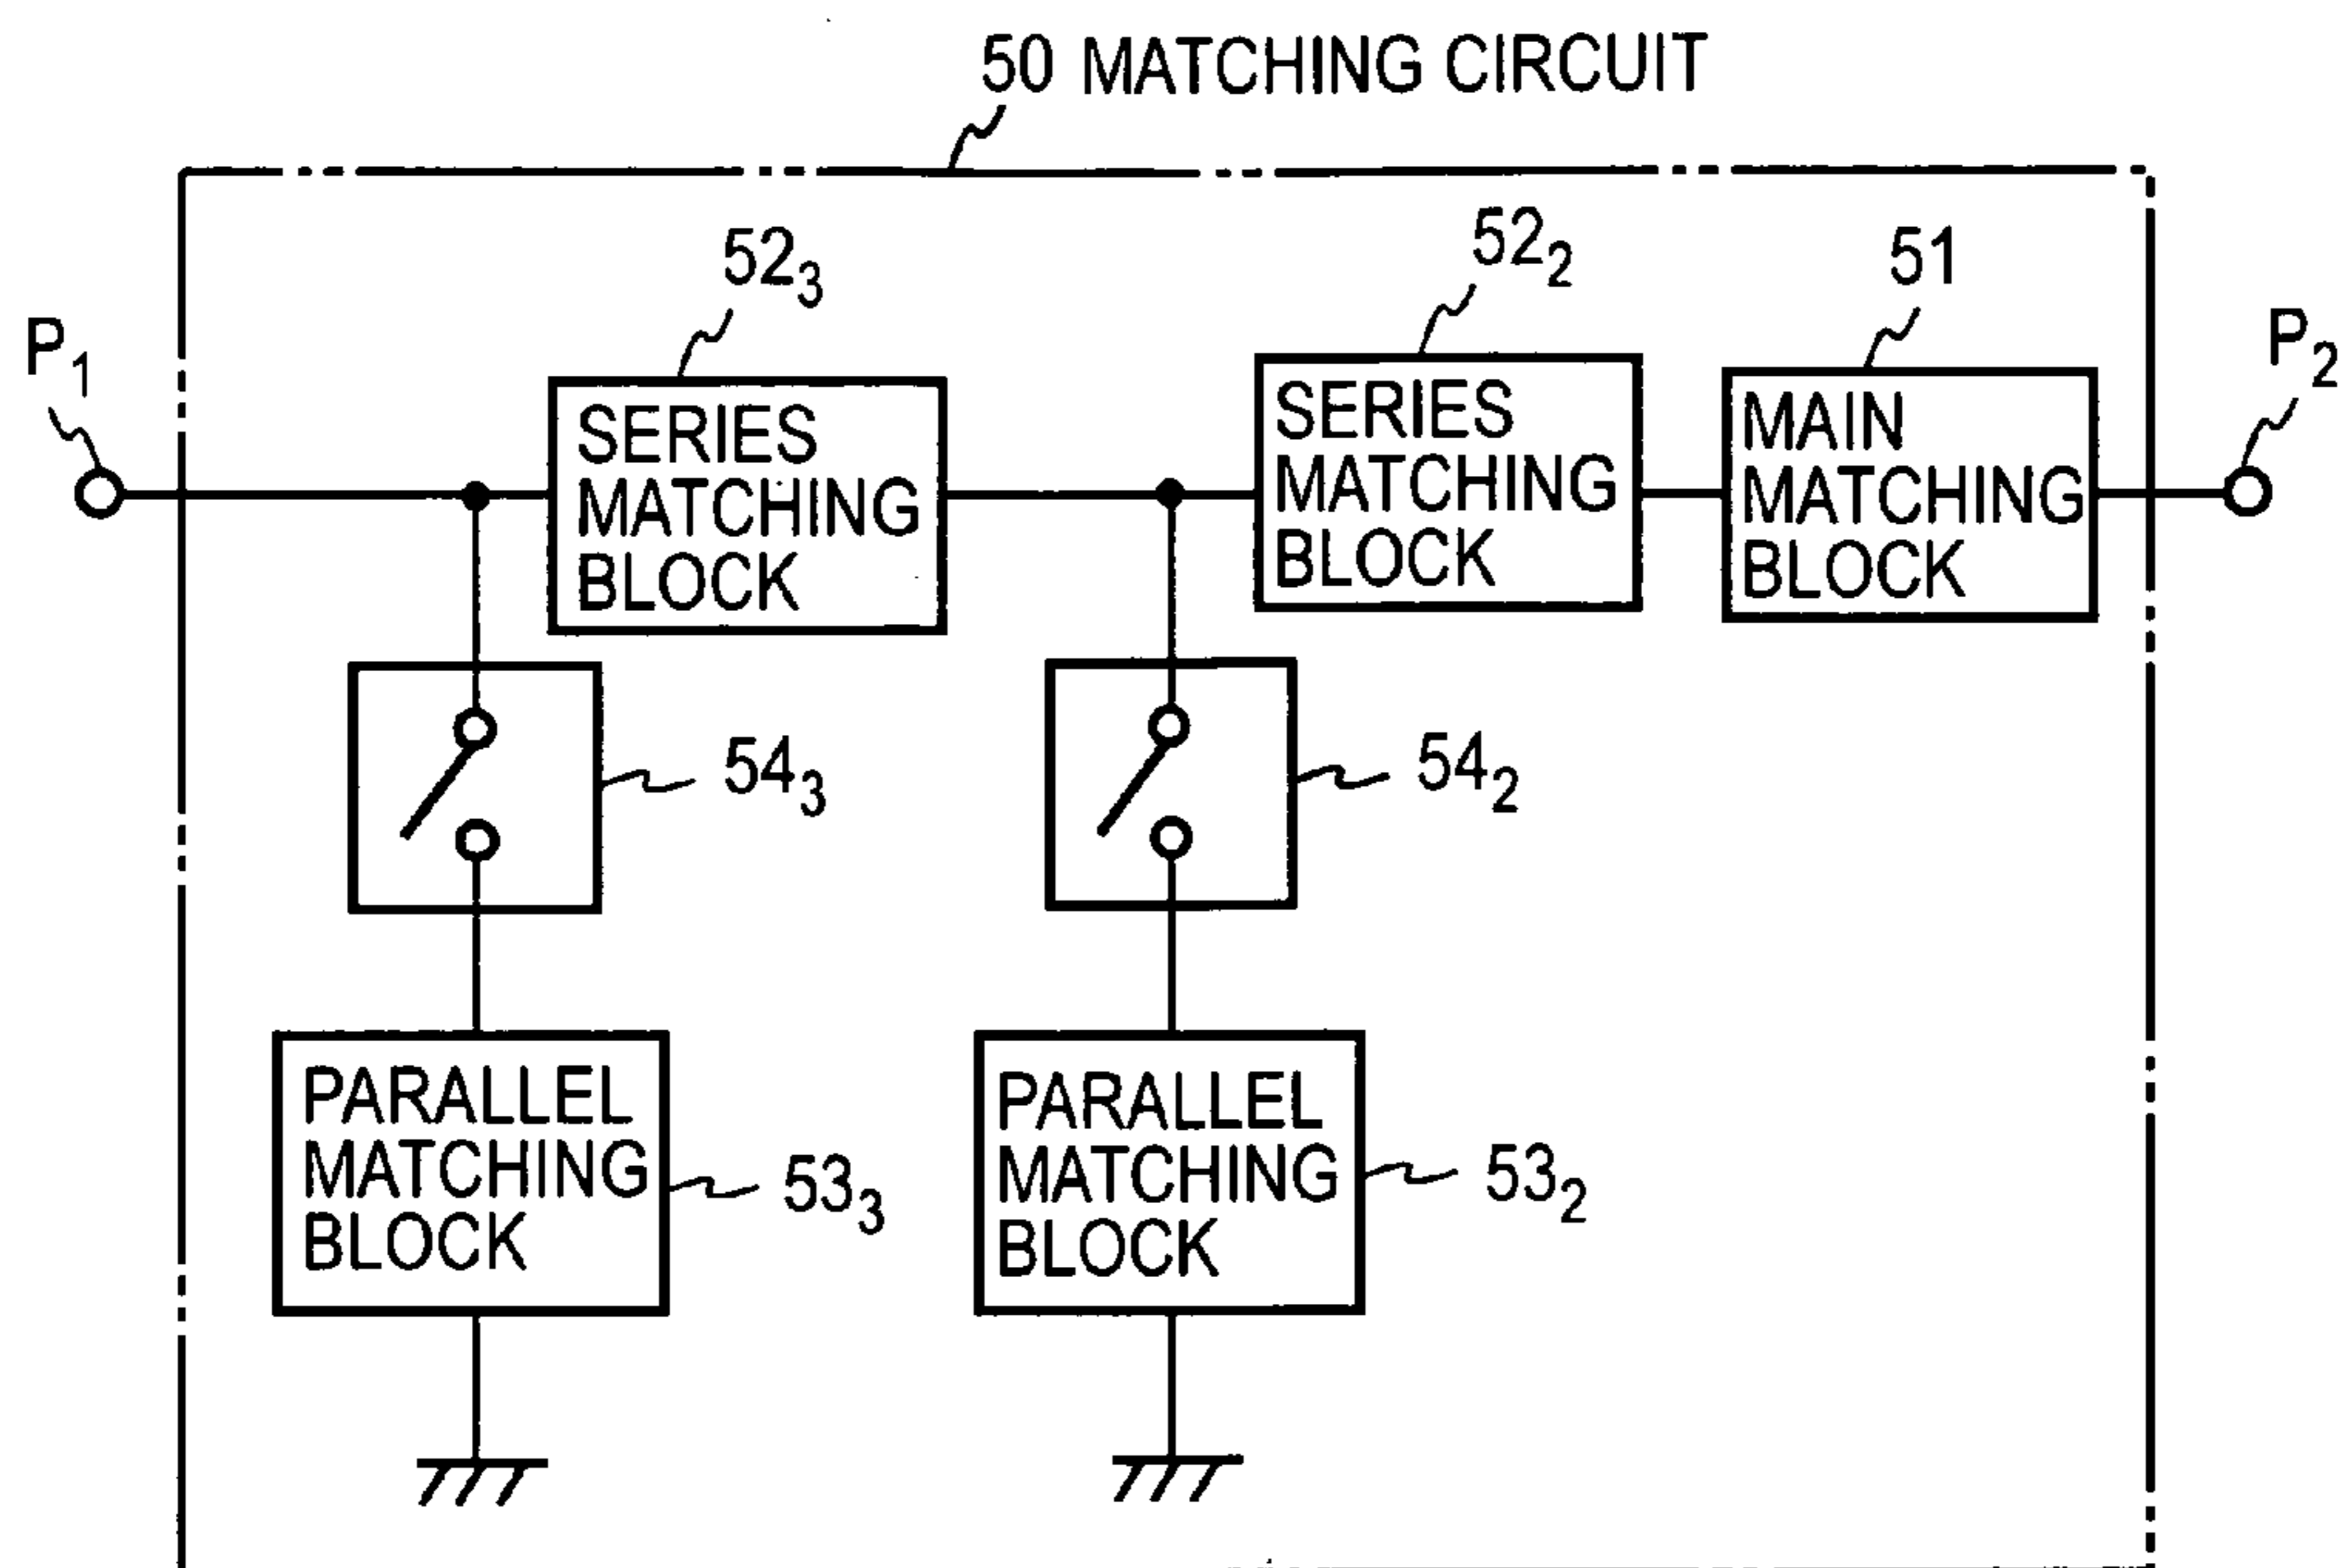 50 MATCHING CIRCUIT
52₃
52₂
51
P₁
P₂
SERIES
MATCHING
BLOCK
SERIES
MATCHING
BLOCK
MAIN
MATCHING
BLOCK
54₃
54₂
PARALLEL
MATCHING
BLOCK
53₃
PARALLEL
MATCHING
BLOCK
53₂